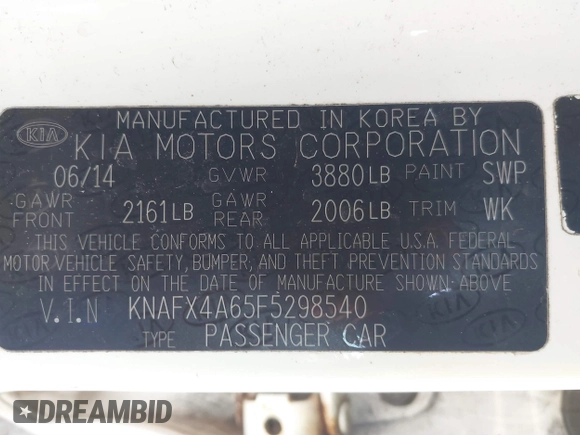 MANUFACTURED IN KOREA BY
KIA KIA MOTORS CORPORATION
06/14 GVWR 3880LB PAINT SWP
GAWR FRONT 2161LB GAWR REAR 2006LB TRIM WK
THIS VEHICLE CONFORMS TO ALL APPLICABLE U.S.A. FEDERAL
MOTOR VEHICLE SAFETY, BUMPER, AND THEFT PREVENTION STANDARDS
IN EFFECT ON THE DATE OF MANUFACTURE SHOWN ABOVE
V.I.N KNAFX4A65F5298540
TYPE PASSENGER CAR
DREAMBID